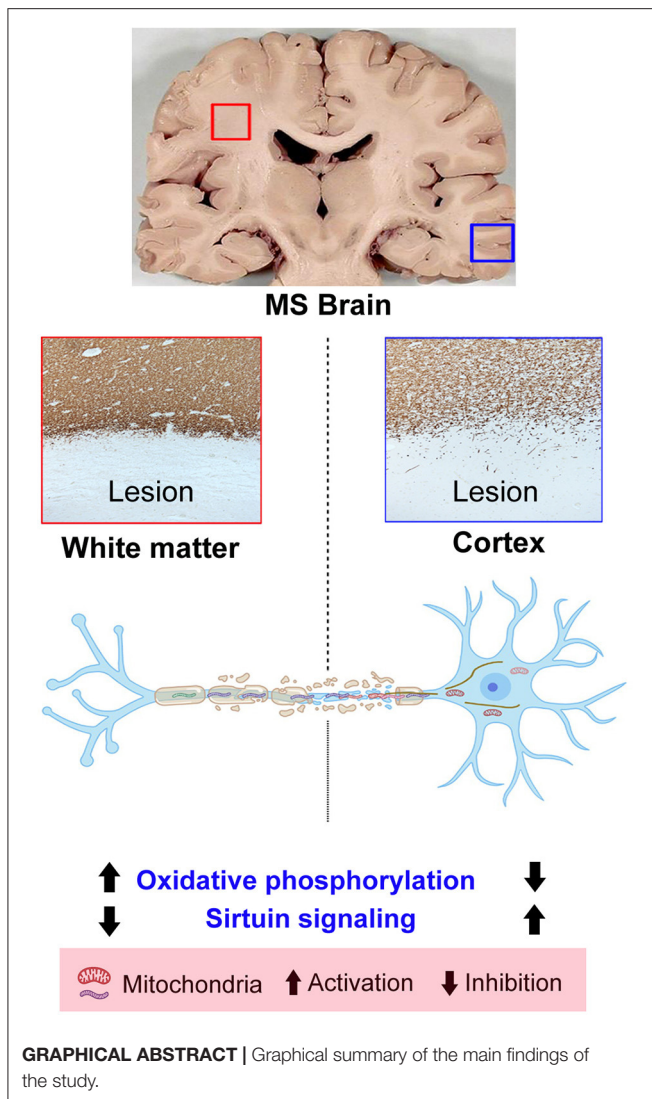 MS Brain
Lesion
Lesion
White matter
Cortex
Oxidative phosphorylation
Sirtuin signaling
Mitochondria Activation Inhibition
GRAPHICAL ABSTRACT | Graphical summary of the main findings of
the study.